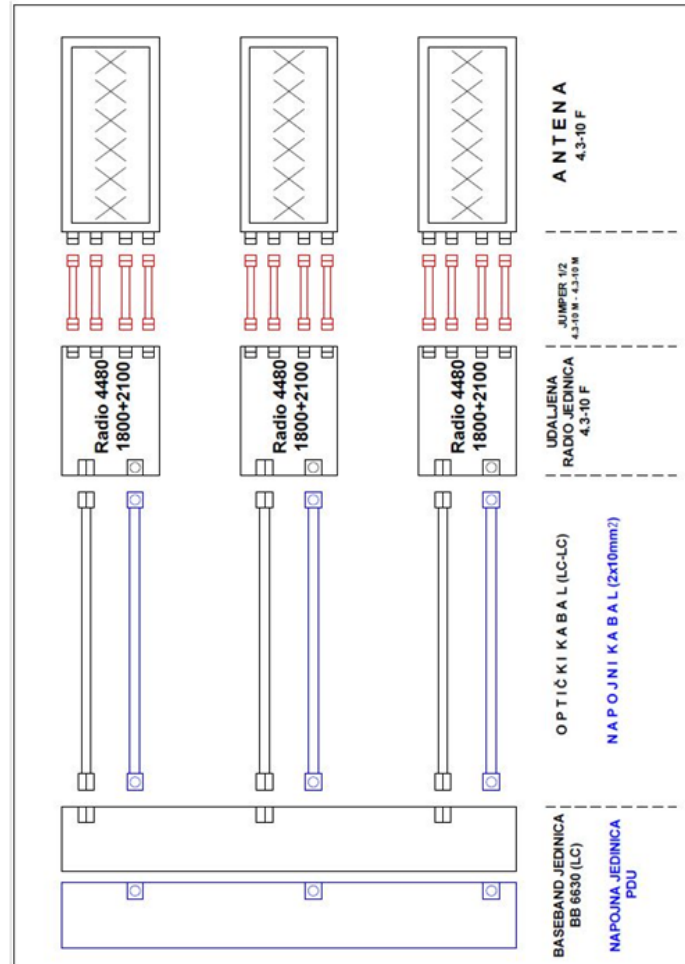 ANTENA
4.3-10 F
JUMPER 1/2
4.3-10 M - 4.3-10 M
Radio 4480
1800+2100
Radio 4480
1800+2100
Radio 4480
1800+2100
UDALJENA
RADIO JEDINICA
4.3-10 F
OPTIČKI KABAL (LC-LC)
NAPOJNI KABAL (2x10mm2)
BASEBAND JEDINICA
BB 6630 (LC)
NAPOJNA JEDINICA
PDU